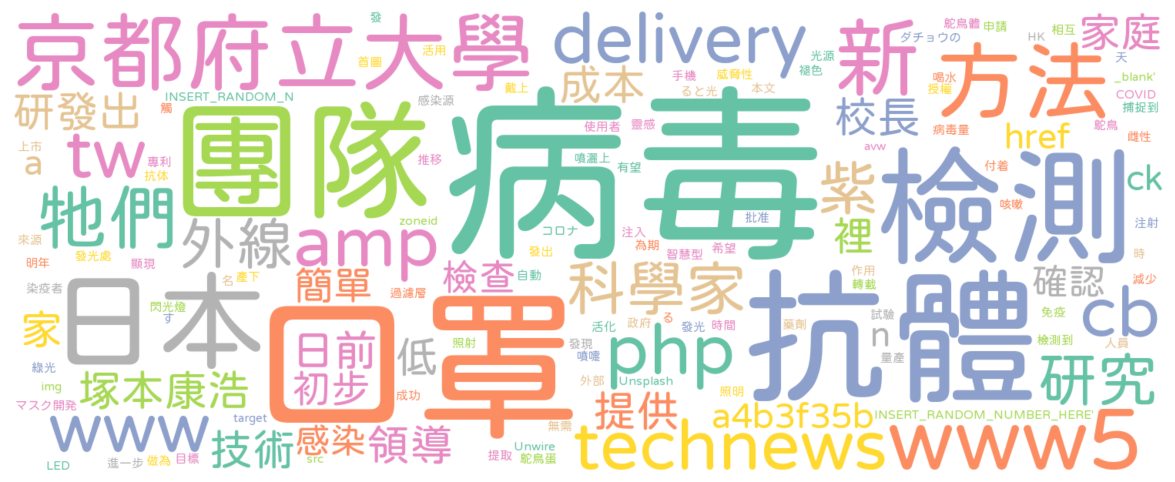 京都府立大學
delivery
新
方法
家庭
發
活用
首圖
戴上
成本
手機
威脅性
ると光
本文
光源
褪色
ダチョウの
鴕鳥體
申請
HK
相互
天
_blank'
COVID
捕捉到
喝水
授權
研發出
INSERT_RANDOM_N
觸
感染源
使用者
靈感
校長
病毒量
href
鴕鳥
雌性
上市
a
tw
專利
抗体
團隊
推移
病毒
噴灑上
有望
avw
付着
紫
檢測
ck
咳嗽
牠們
zoneid
コロナ
批准
注入
為期
注射
裡
來源
發光處
明年
顯現
外線
amp
發出
智慧型
希望
時
染疫者
名
產下
簡單
過濾層
檢查
自動
科學家
作用
轉載
確認
減少
日本
閃光燈
す
口罩
日前
初步
家
綠光
低
照射
活化
政府
發光
時間
發現
噴嚏
php
藥劑
抗體
試驗
n
量產
cb
免疫
檢測到
人員
img
塚本康浩
成功
外部
Unsplash
照明
研究
マスク開発
www
target
感染
領導
無需
提供
a4b3f35b
INSERT_RANDOM_NUMBER_HERE'
技術
LED
進一步
做為
目標
src
提取
Unwire
鴕鳥蛋
technews
www5